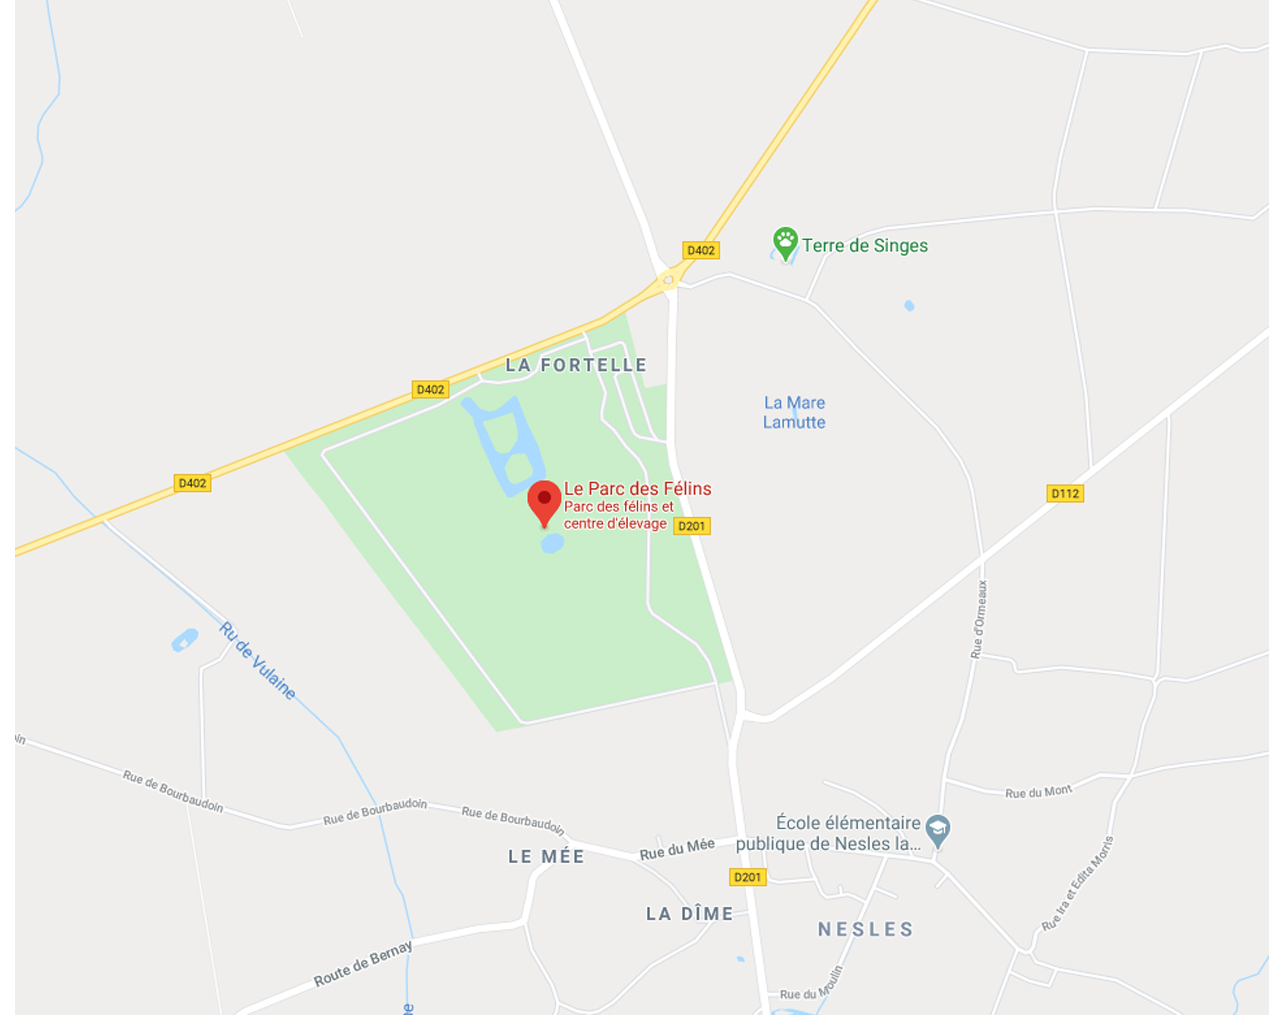 D402
Terre de Singes
LA FORTELLE
D402
La Mare
Lamutte
D402
Le Parc des Félins
Parc des félins et
centre d'élevage
D201
D112
Rue d'Ormeaux
Ru de Vulaine
in
Rue de Bourbaudoin
Rue de Bourbaudoin
Rue de Bourbaudoin
Rue du Mont
École élémentaire
publique de Nesles la...
Rue du Mée
LE MÉE
D201
Rue Ira et Edita Morris
LA DÎME
NESLES
Route de Bernay
Rue du Moulin
ne